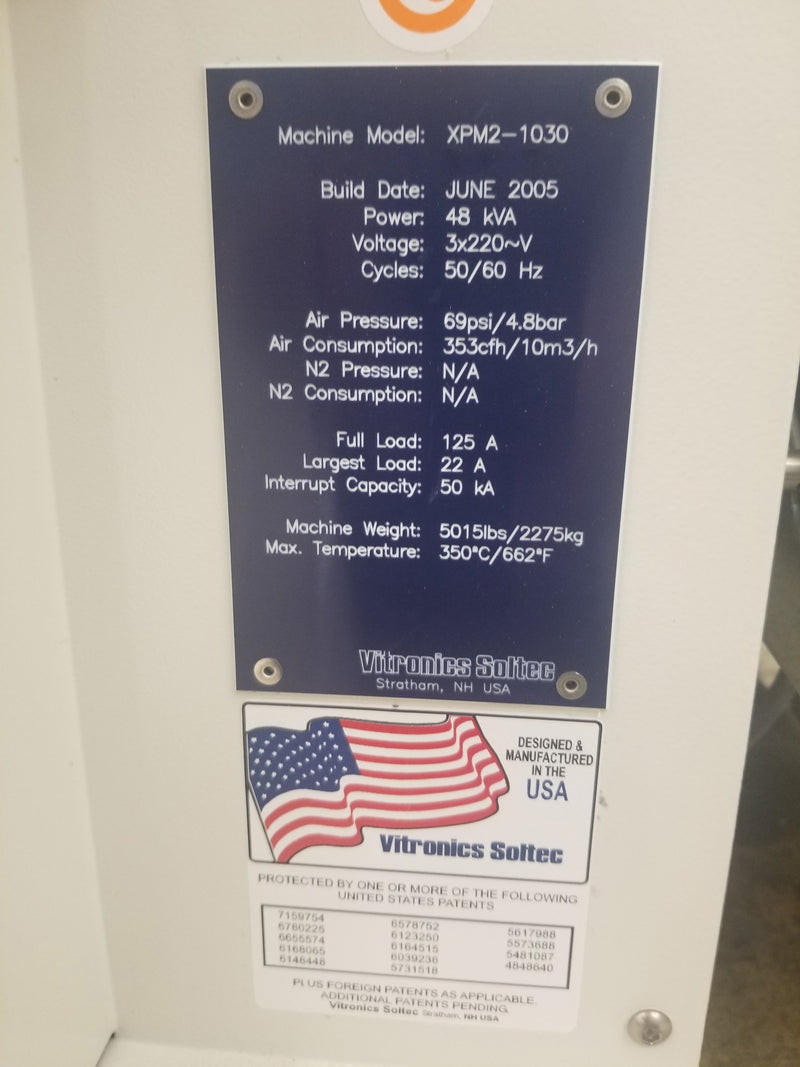 Machine Model: XPM2-1030
Build Date: JUNE 2005
Power: 48 kVA
Voltage: 3x220~V
Cycles: 50/60 Hz
Air Pressure: 69psi/4.8bar
Air Consumption: 353cfh/10m3/h
N2 Pressure: N/A
N2 Consumption: N/A
Full Load: 125 A
Largest Load: 22 A
Interrupt Capacity: 50 kA
Machine Weight: 5015lbs/2275kg
Max. Temperature: 350°C/662°F
Vitronics Soltec
Stratham, NH USA
DESIGNED &
MANUFACTURED
IN THE
USA
Vitronics Soltec
PROTECTED BY ONE OR MORE OF THE FOLLOWING
UNITED STATES PATENTS
7159754 6578752 5617988
6780225 6123250 5573688
6655574 6164515 5481087
6168065 6039236 4848640
6146448 5731518
PLUS FOREIGN PATENTS AS APPLICABLE.
ADDITIONAL PATENTS PENDING.
Vitronics Soltec Stratham, NH USA